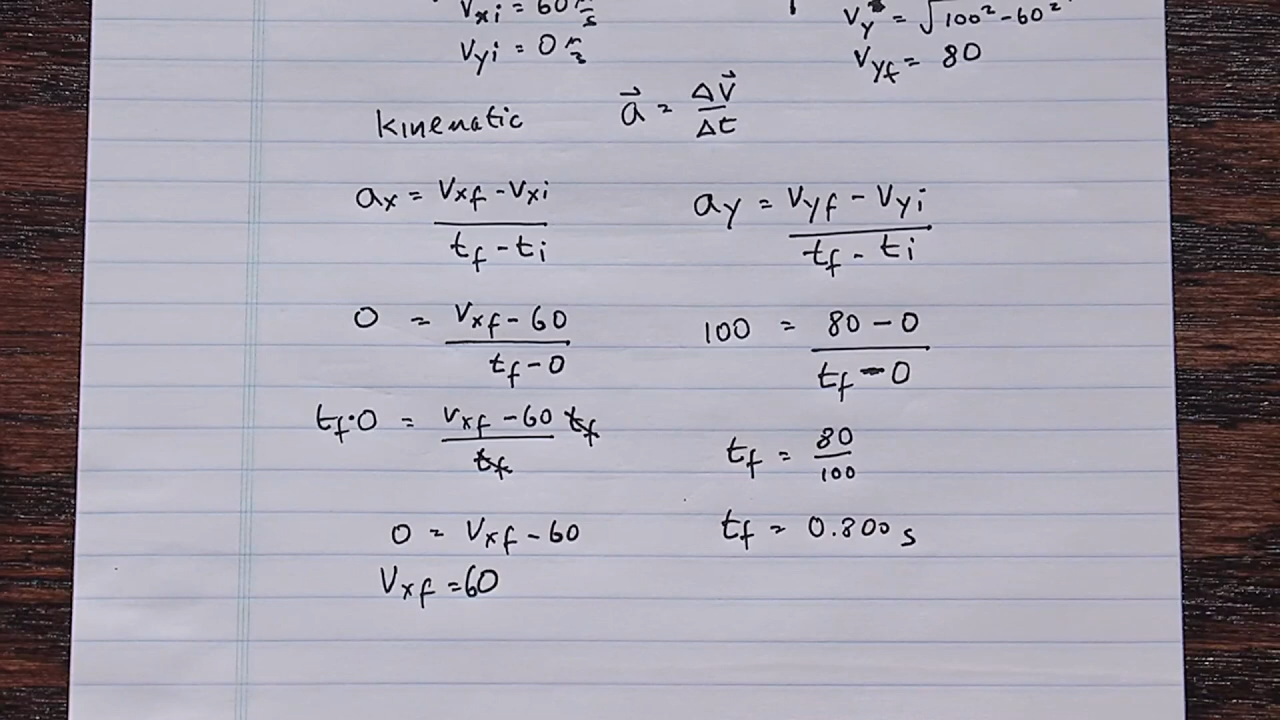 Vxi = 60 m/s
Vyi = 0 m/s
Vy = √100² - 60²
Vyf = 80
kinematic
a⃗ = ΔV⃗ / Δt
ax = Vxf - Vxi / tf - ti
0 = Vxf - 60 / tf - 0
tf·0 = Vxf - 60 tf / tf
0 = Vxf - 60
Vxf = 60
ay = Vyf - Vyi / tf - ti
100 = 80 - 0 / tf - 0
tf = 80 / 100
tf = 0.800 s